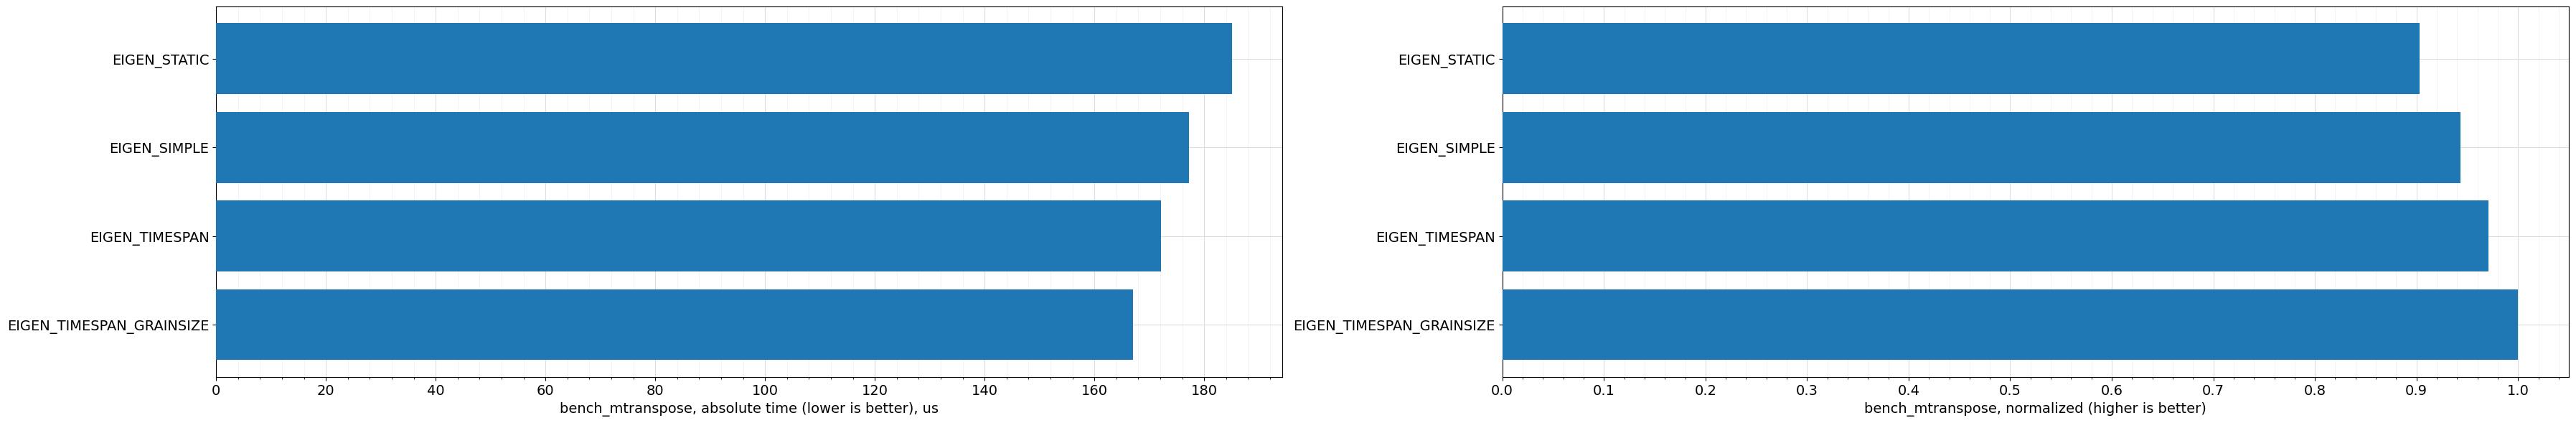 EIGEN_STATIC
EIGEN_SIMPLE
EIGEN_TIMESPAN
EIGEN_TIMESPAN_GRAINSIZE
0 20 40 60 80 100 120 140 160 180
bench_mtranspose, absolute time (lower is better), us
EIGEN_STATIC
EIGEN_SIMPLE
EIGEN_TIMESPAN
EIGEN_TIMESPAN_GRAINSIZE
0.0 0.1 0.2 0.3 0.4 0.5 0.6 0.7 0.8 0.9 1.0
bench_mtranspose, normalized (higher is better)